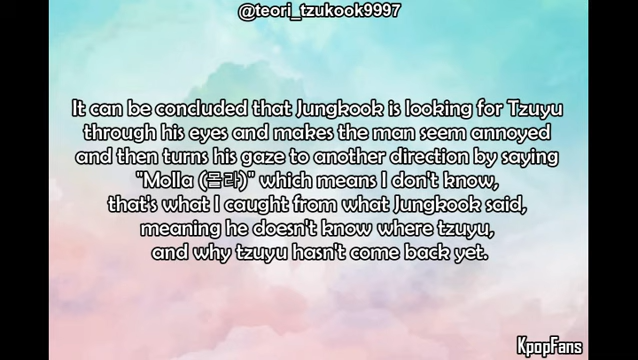 @teori_tzukook9997
It can be concluded that Jungkook is looking for Tzuyu
through his eyes and makes the man seem annoyed
and then turns his gaze to another direction by saying
"Molla (몰라)" which means I don't know,
that's what I caught from what Jungkook said,
meaning he doesn't know where tzuyu,
and why tzuyu hasn't come back yet.
KpopFans